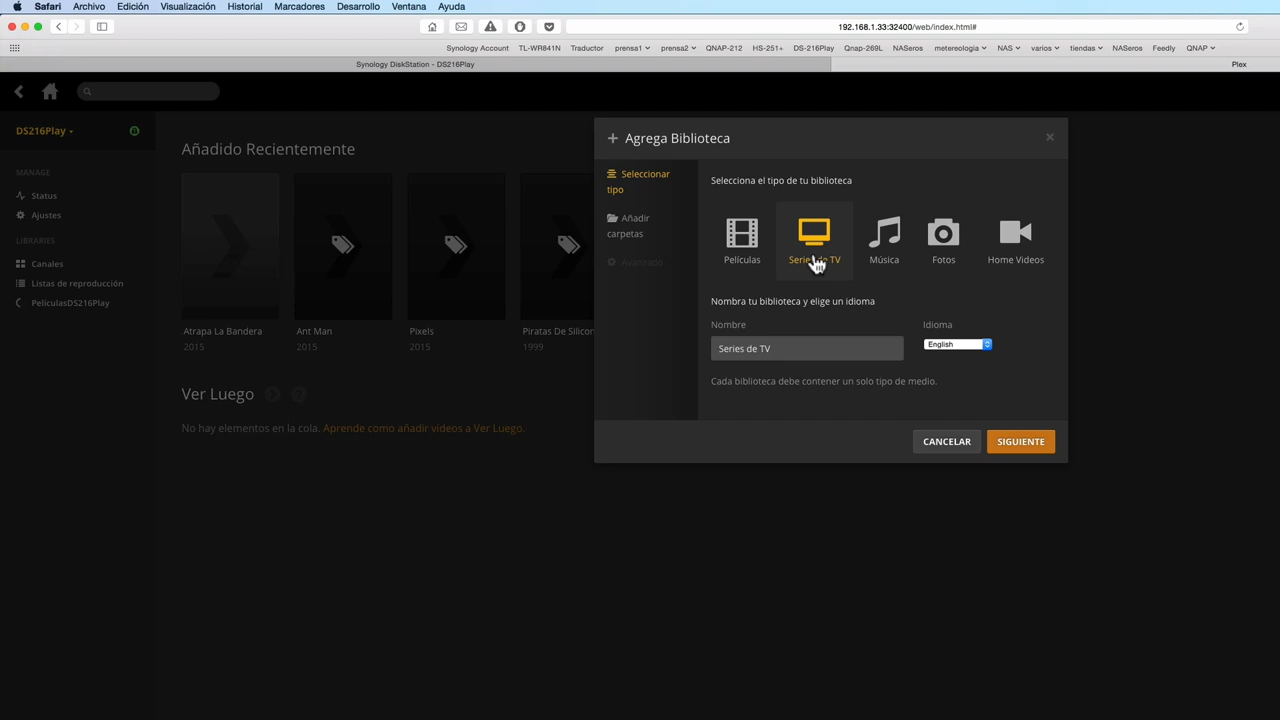 Safari Archivo Edición Visualización Historial Marcadores Desarrollo Ventana Ayuda
192.168.1.33:32400/web/index.html#
Synology Account TL-WR841N Traductor prensa1 prensa2 QNAP-212 HS-251+ DS-216Play Qnap-269L NASeros metereologia NAS varios tiendas NASeros Feedly QNAP
Synology DiskStation - DS216Play Plex
DS216Play
MANAGE
Status
Ajustes
LIBRARIES
Canales
Listas de reproducción
PelículasDS216Play
Añadido Recientemente
Atrapa La Bandera
2015
Ant Man
2015
Pixels
2015
Piratas De Silicon
1999
Ver Luego
No hay elementos en la cola. Aprende como añadir videos a Ver Luego.
Agrega Biblioteca
Seleccionar
tipo
Añadir
carpetas
Avanzado
Selecciona el tipo de tu biblioteca
Películas Series de TV Música Fotos Home Videos
Nombra tu biblioteca y elige un idioma
Nombre Idioma
Series de TV English
Cada biblioteca debe contener un solo tipo de medio.
CANCELAR SIGUIENTE